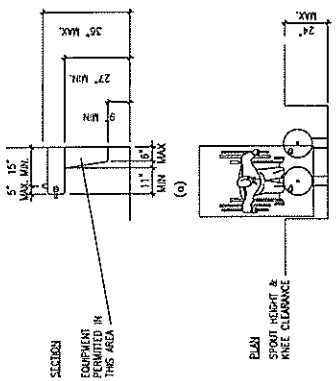 SECTION
EQUIPMENT
PERMITTED IN
THIS AREA
5" 15"
MAX. MIN.
36" MAX.
27" MIN.
9
MIN
11" 6"
MIN MAX
(a)
PLAN
SPOUT HEIGHT &
KNEE CLEARANCE
24"
MAX.